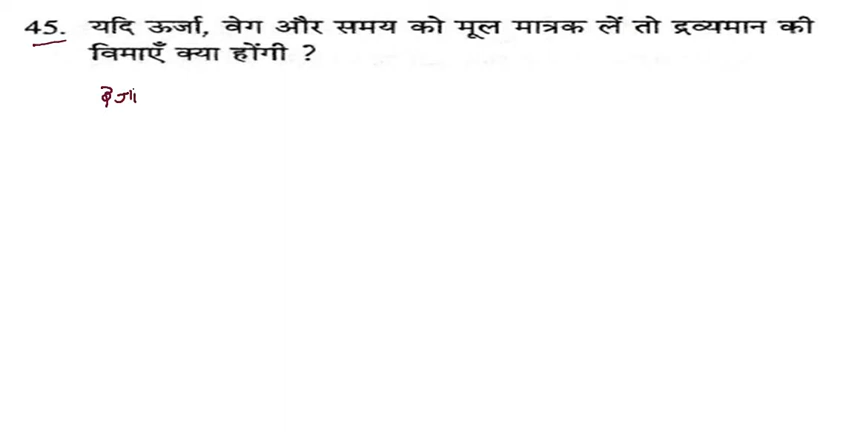 45. यदि ऊर्जा, वेग और समय को मूल मात्रक लें तो द्रव्यमान की
विमाएँ क्या होंगी ?